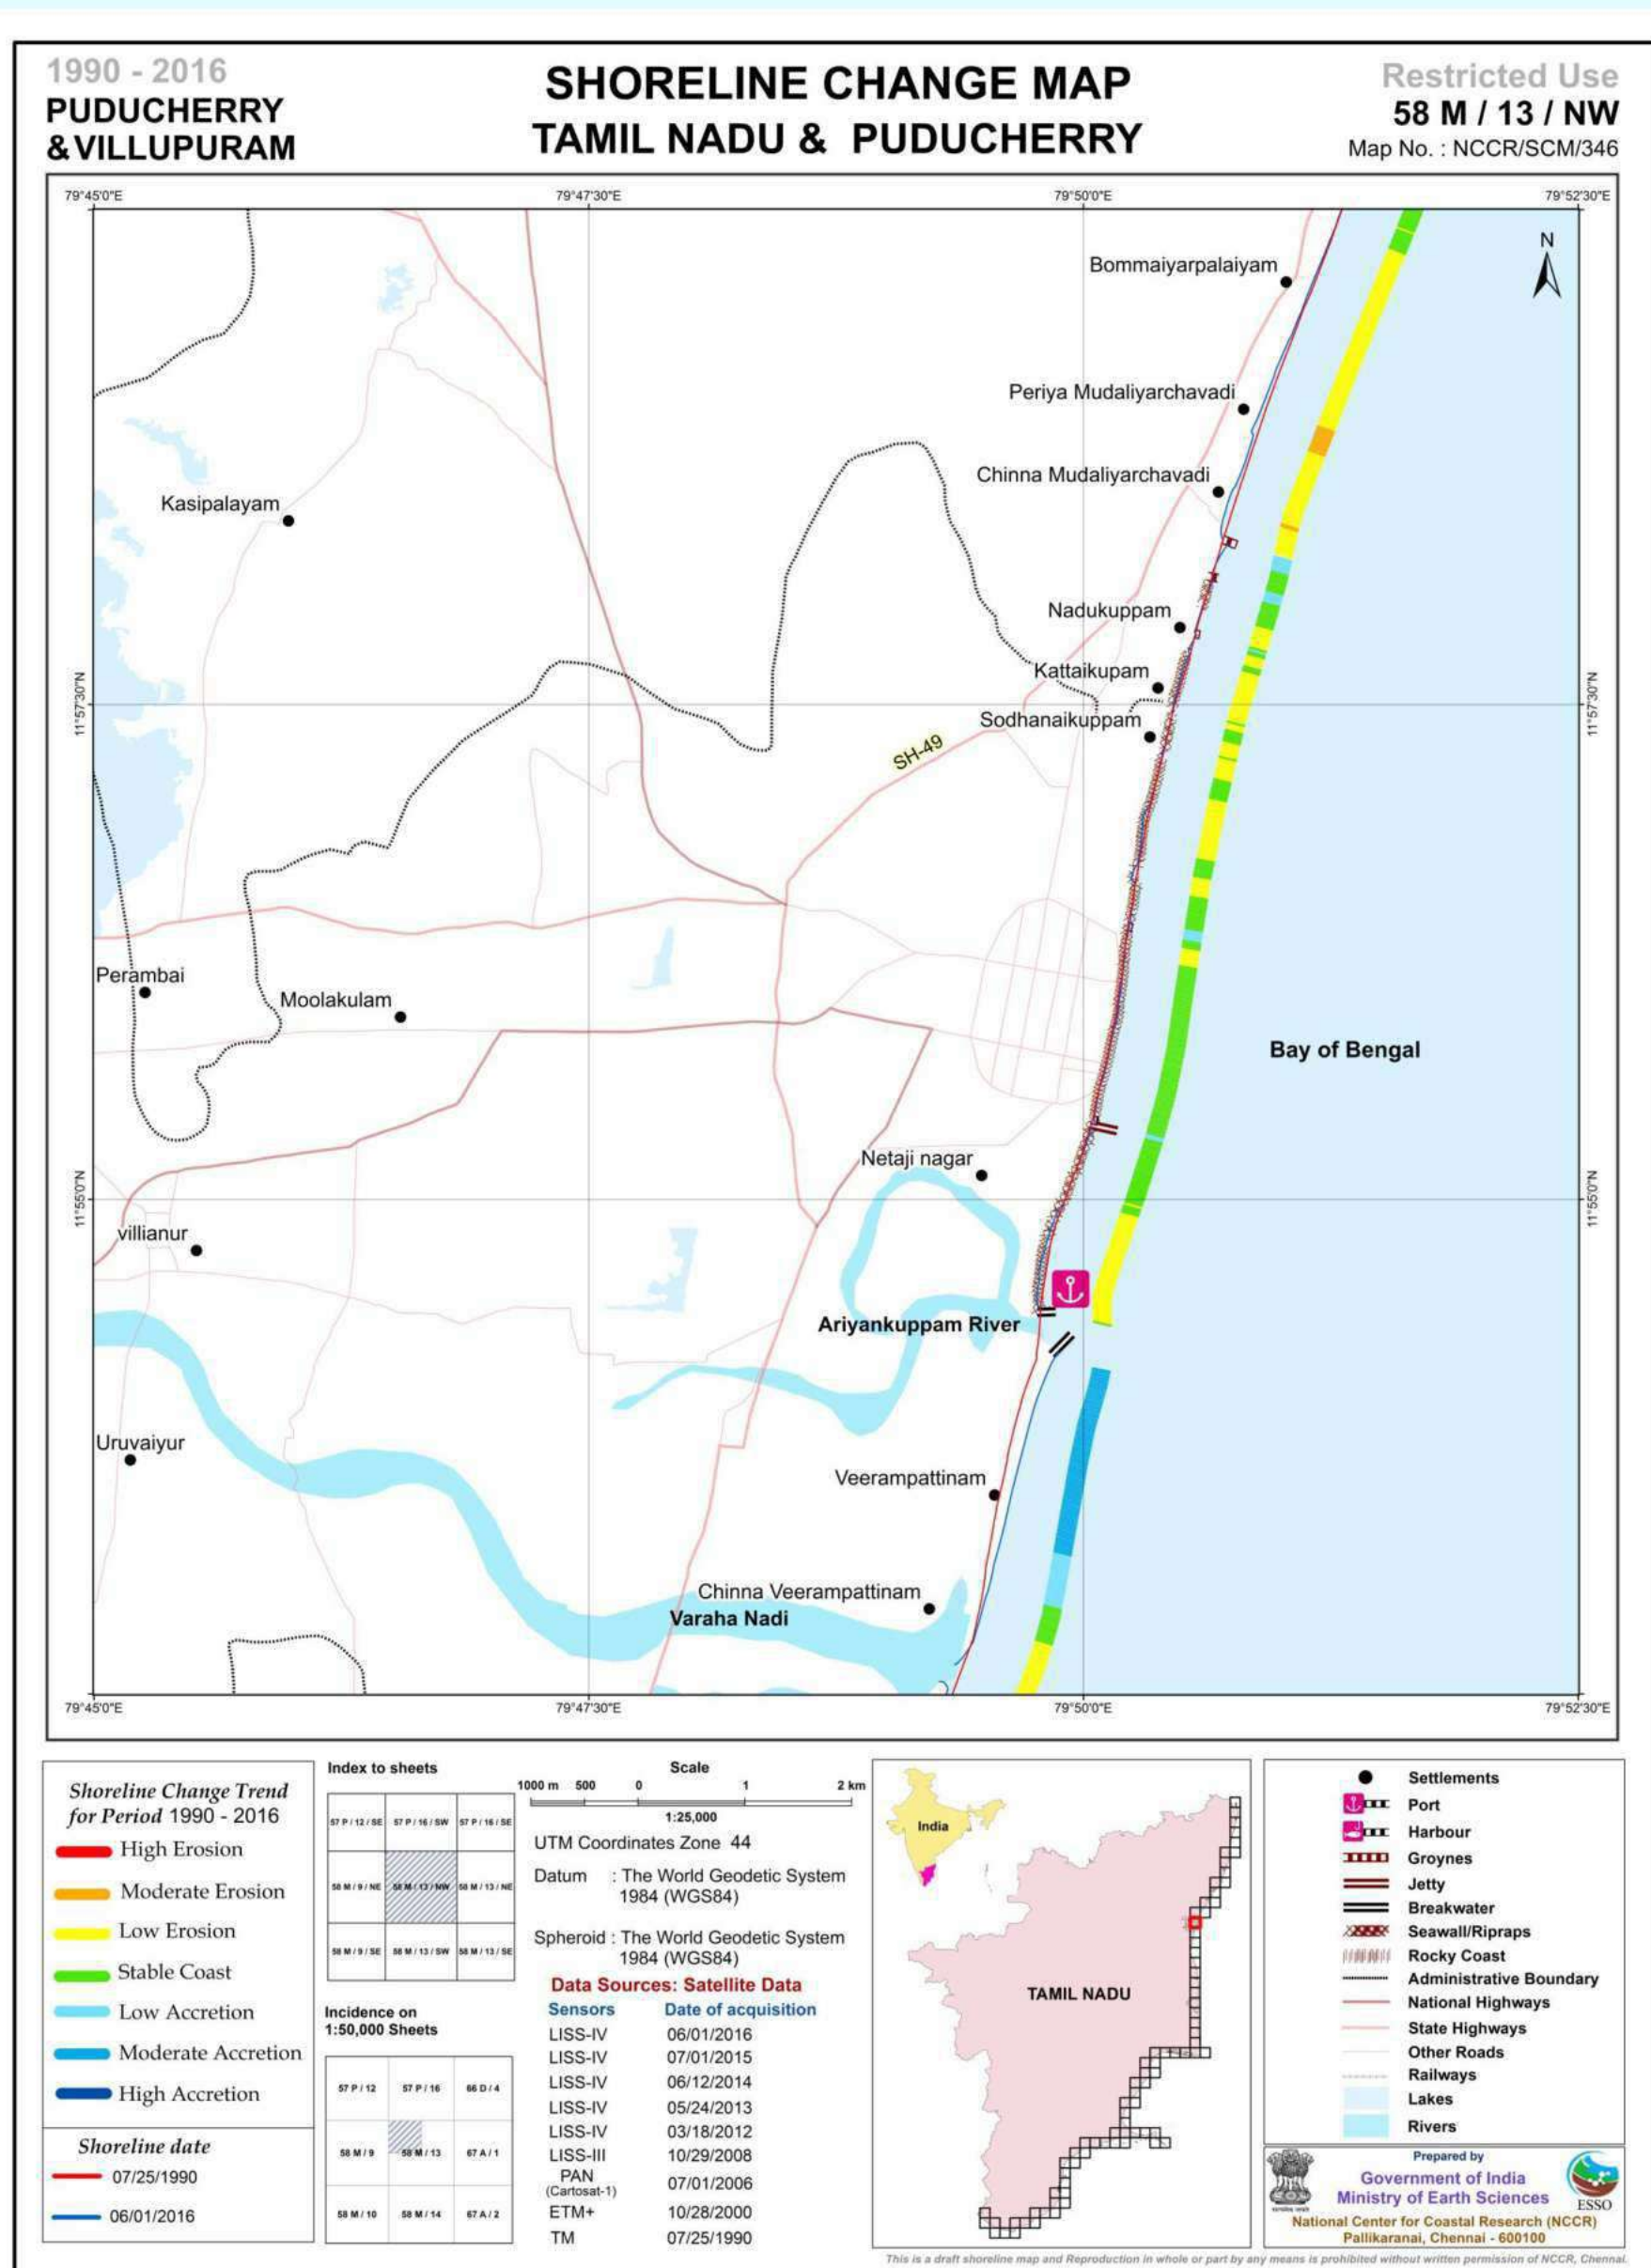 1990 - 2016
PUDUCHERRY
& VILLUPURAM
SHORELINE CHANGE MAP
TAMIL NADU & PUDUCHERRY
Restricted Use
58 M / 13 / NW
Map No. : NCCR/SCM/346
79°45'0"E
79°47'30"E
79°50'0"E
79°52'30"E
N
Bommaiyarpalaiyam
Periya Mudaliyarchavadi
Chinna Mudaliyarchavadi
Kasipalayam
Nadukuppam
Kattaikupam
11°57'30"N
11°57'30"N
Sodhanaikuppam
SH-49
Perambai
Moolakulam
Bay of Bengal
Netaji nagar
11°55'0"N
11°55'0"N
villianur
Ariyankuppam River
Uruvaiyur
Veerampattinam
Chinna Veerampattinam
Varaha Nadi
79°45'0"E
79°47'30"E
79°50'0"E
79°52'30"E
Shoreline Change Trend
for Period 1990 - 2016
High Erosion
Moderate Erosion
Low Erosion
Stable Coast
Low Accretion
Moderate Accretion
High Accretion
Shoreline date
07/25/1990
06/01/2016
Index to sheets
57 P / 12 / SE
57 P / 16 / SW
57 P / 16 / SE
58 M / 9 / NE
58 M / 13 / NW
58 M / 13 / NE
58 M / 9 / SE
58 M / 13 / SW
58 M / 13 / SE
Incidence on
1:50,000 Sheets
57 P / 12
57 P / 16
66 D / 4
58 M / 9
58 M / 13
67 A / 1
58 M / 10
58 M / 14
67 A / 2
Scale
1000 m 500 0 1 2 km
1:25,000
UTM Coordinates Zone 44
Datum : The World Geodetic System
1984 (WGS84)
Spheroid : The World Geodetic System
1984 (WGS84)
Data Sources: Satellite Data
Sensors Date of acquisition
LISS-IV 06/01/2016
LISS-IV 07/01/2015
LISS-IV 06/12/2014
LISS-IV 05/24/2013
LISS-IV 03/18/2012
LISS-III 10/29/2008
PAN
(Cartosat-1) 07/01/2006
ETM+ 10/28/2000
TM 07/25/1990
India
TAMIL NADU
Settlements
Port
Harbour
Groynes
Jetty
Breakwater
Seawall/Ripraps
Rocky Coast
Administrative Boundary
National Highways
State Highways
Other Roads
Railways
Lakes
Rivers
Prepared by
Government of India
Ministry of Earth Sciences
ESSO
National Center for Coastal Research (NCCR)
Pallikaranai, Chennai - 600100
This is a draft shoreline map and Reproduction in whole or part by any means is prohibited without written permission of NCCR, Chennai.